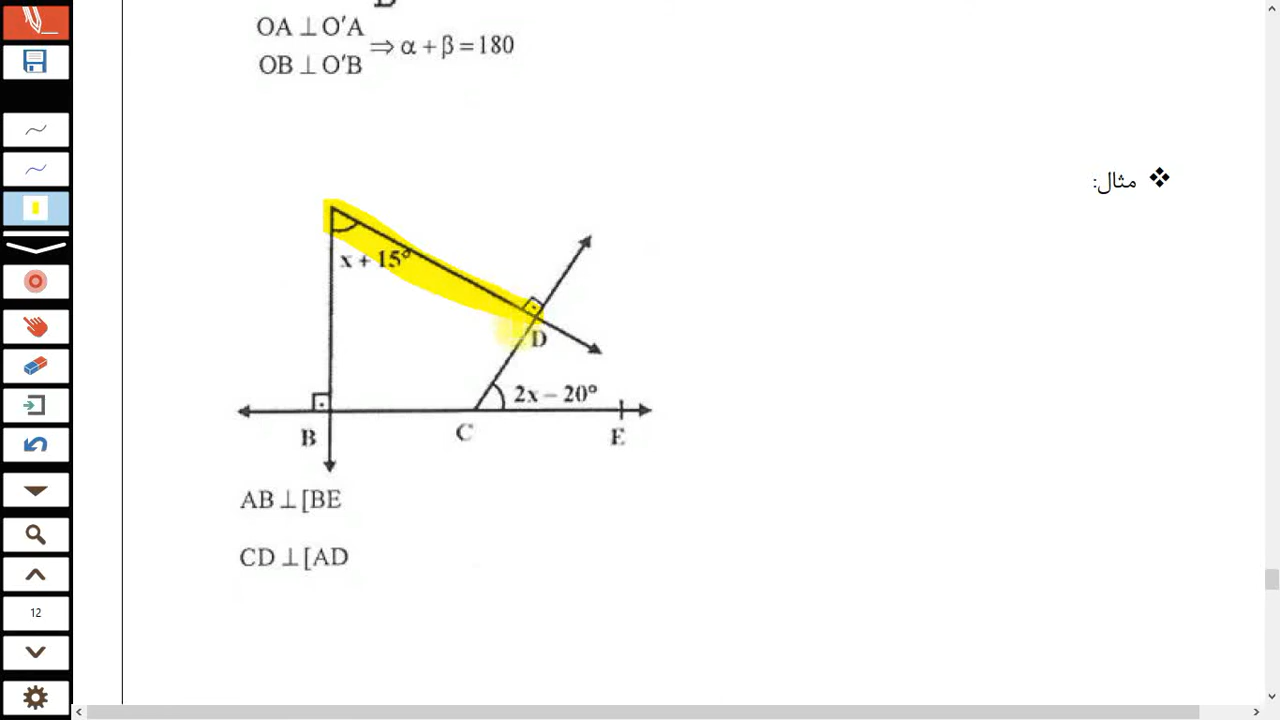 OA ⊥ O′A
OB ⊥ O′B
⇒ α + β = 180
❖ مثال:
x + 15°
D
2x – 20°
B
C
E
AB ⊥ [BE
CD ⊥ [AD
12